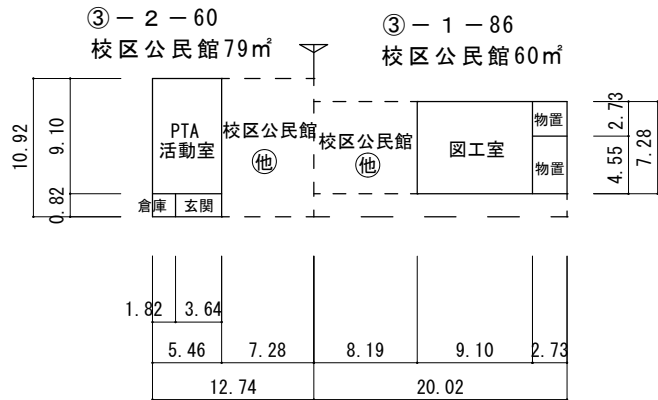 ③－２－60
校区公民館79㎡
③－１－86
校区公民館60㎡
10.92
9.10
0.82
PTA
活動室
校区公民館
他
倉庫
玄関
校区公民館
他
図工室
物置
物置
2.73
4.55
7.28
1.82
3.64
5.46
7.28
8.19
9.10
2.73
12.74
20.02